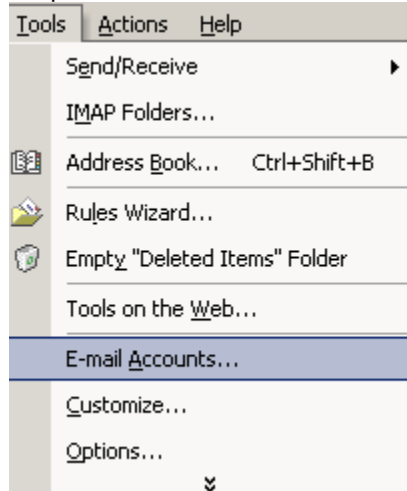 Tools Actions Help
Send/Receive
IMAP Folders...
Address Book... Ctrl+Shift+B
Rules Wizard...
Empty "Deleted Items" Folder
Tools on the Web...
E-mail Accounts...
Customize...
Options...